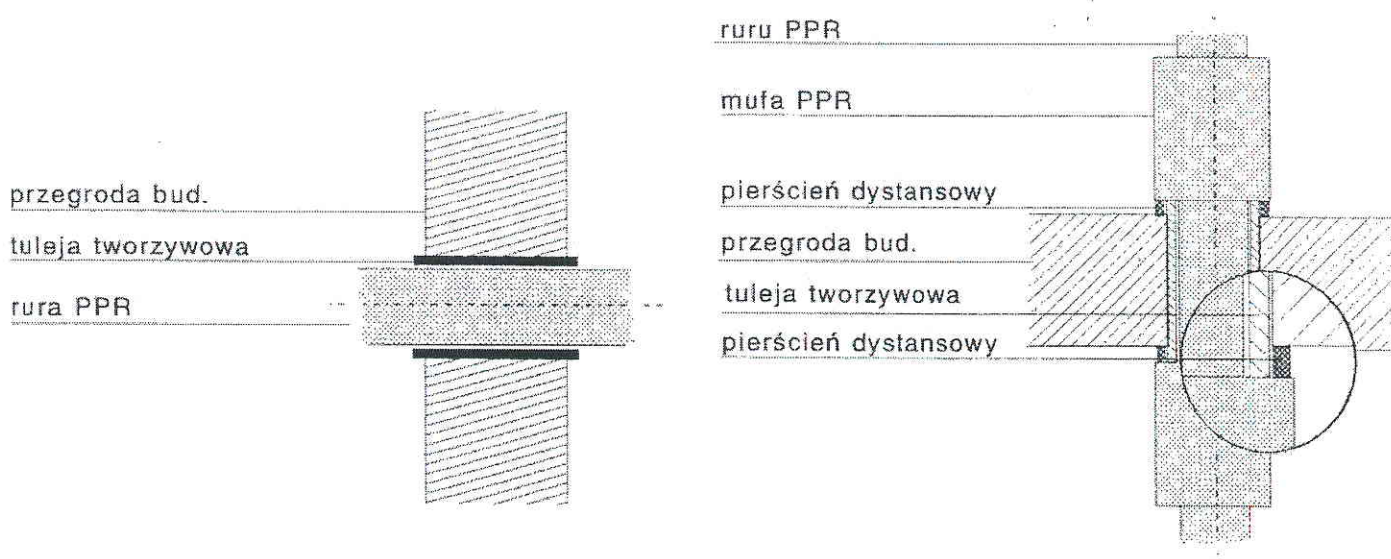 przegroda bud.
tuleja tworzywowa
rura PPR
ruru PPR
mufa PPR
pierścień dystansowy
przegroda bud.
tuleja tworzywowa
pierścień dystansowy